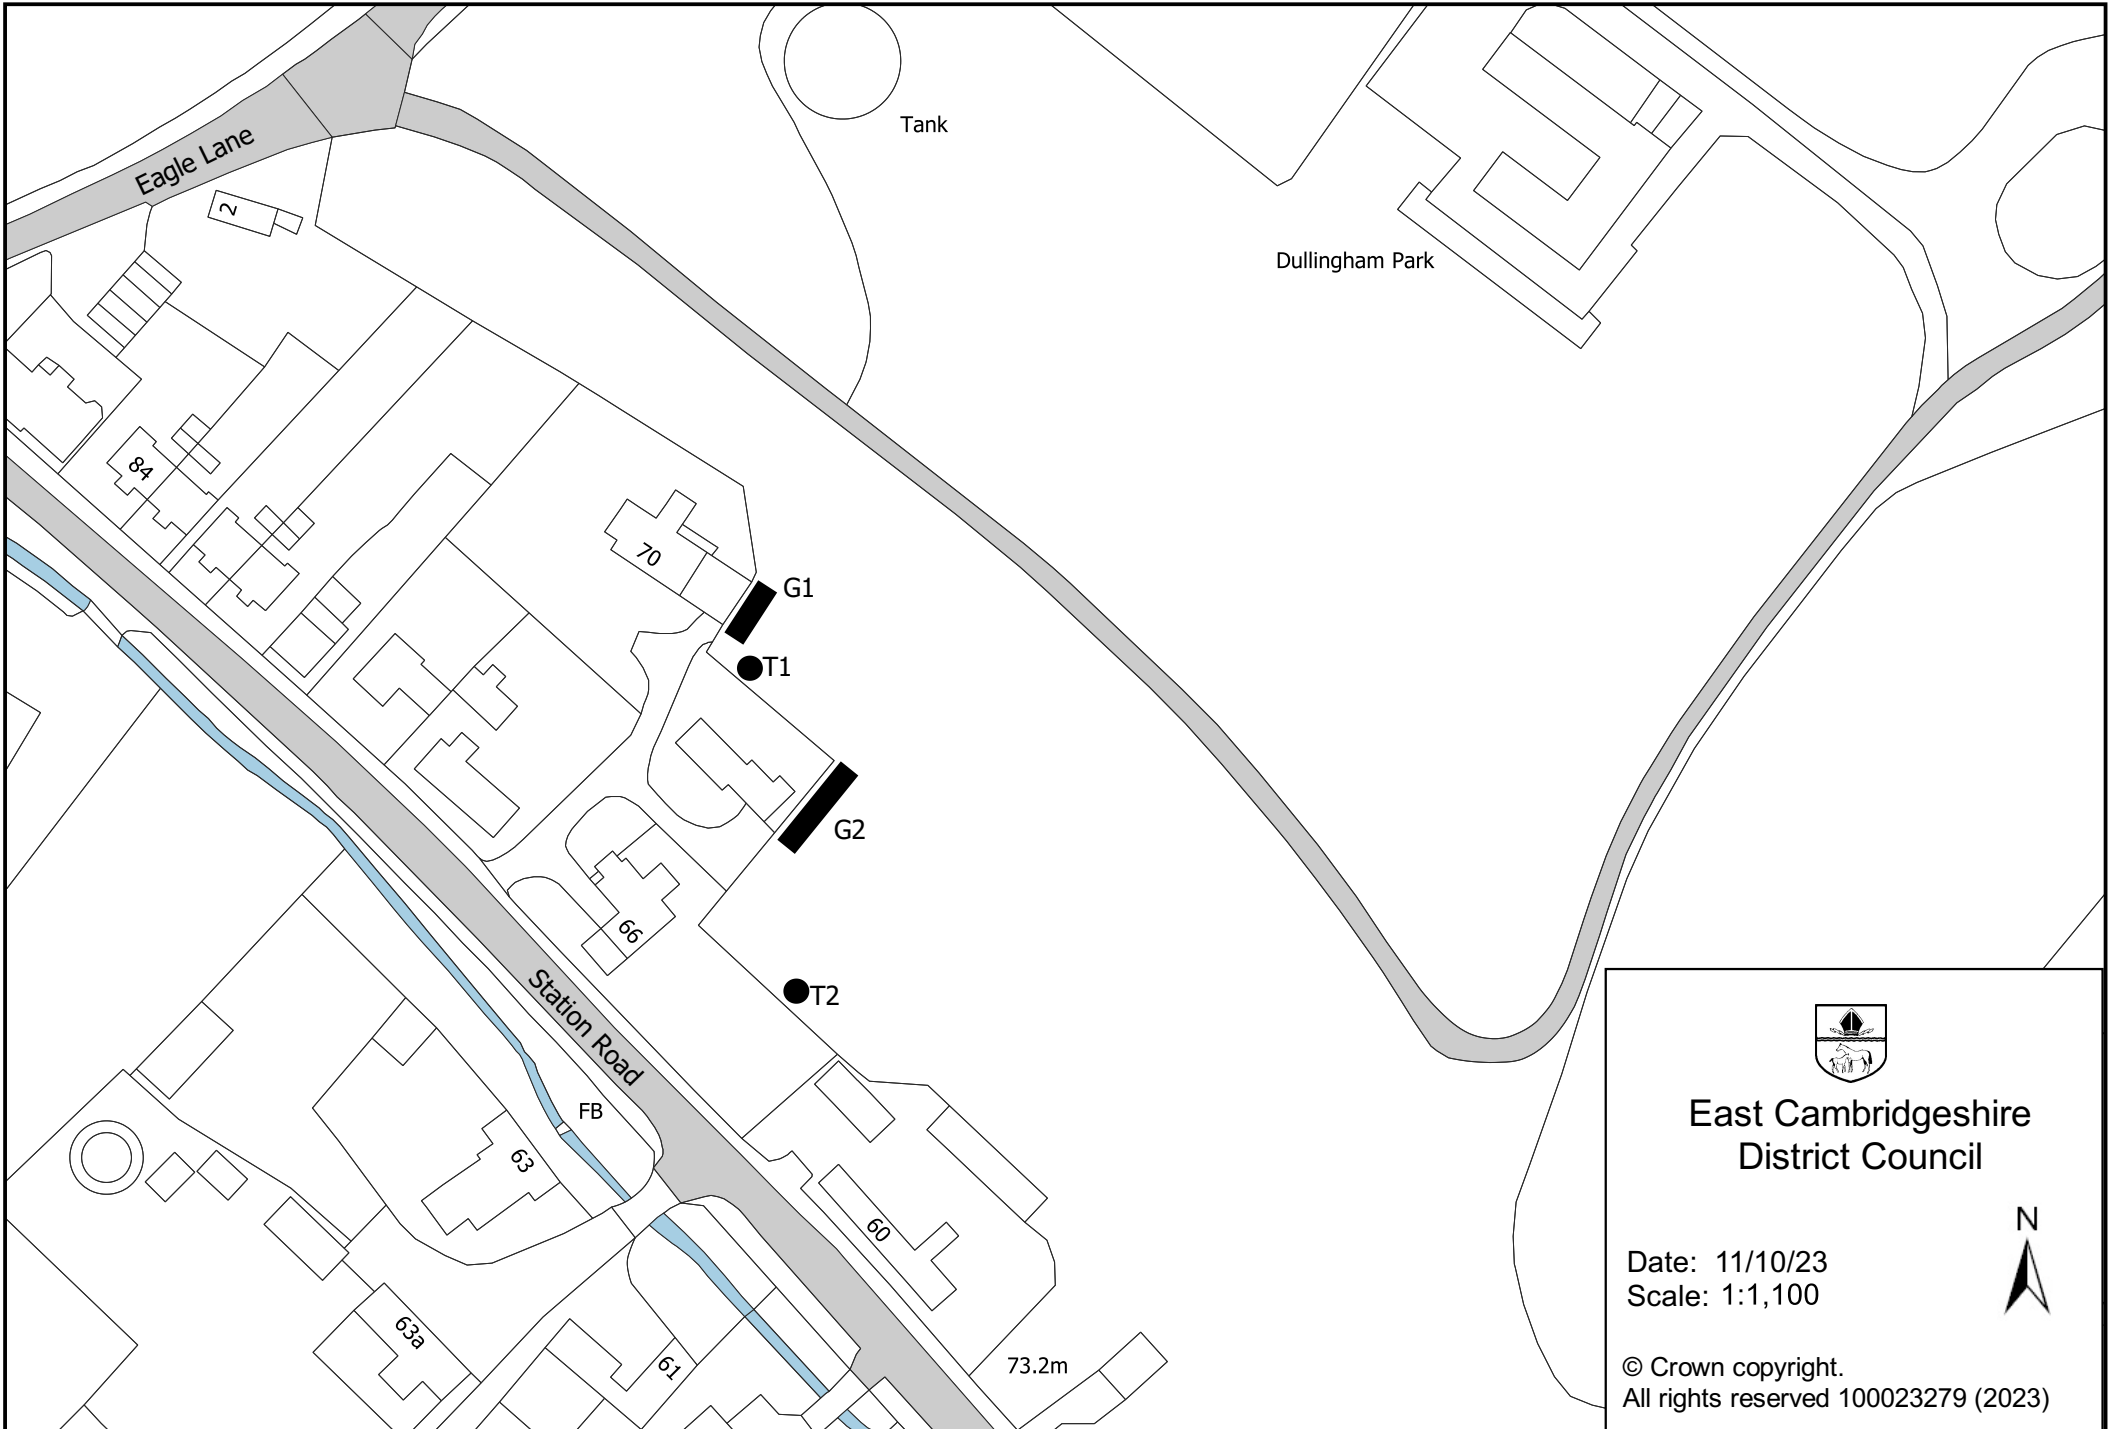 Tank
Eagle Lane
2
Dullingham Park
84
70
G1
T1
G2
66
T2
Station Road
FB
63
60
63a
61
73.2m
East Cambridgeshire
District Council
N
Date: 11/10/23
Scale: 1:1,100
© Crown copyright.
All rights reserved 100023279 (2023)